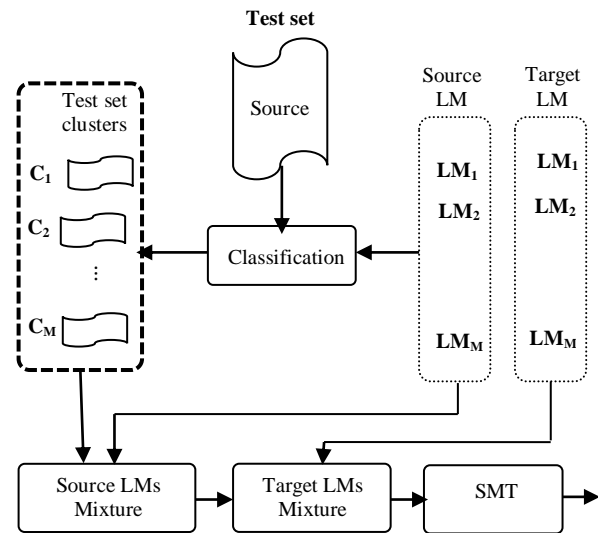 Test set
Source
Test set
clusters
C1
C2
...
CM
Classification
Source
LM
LM1
LM2
LMM
Target
LM
LM1
LM2
LMM
Source LMs
Mixture
Target LMs
Mixture
SMT